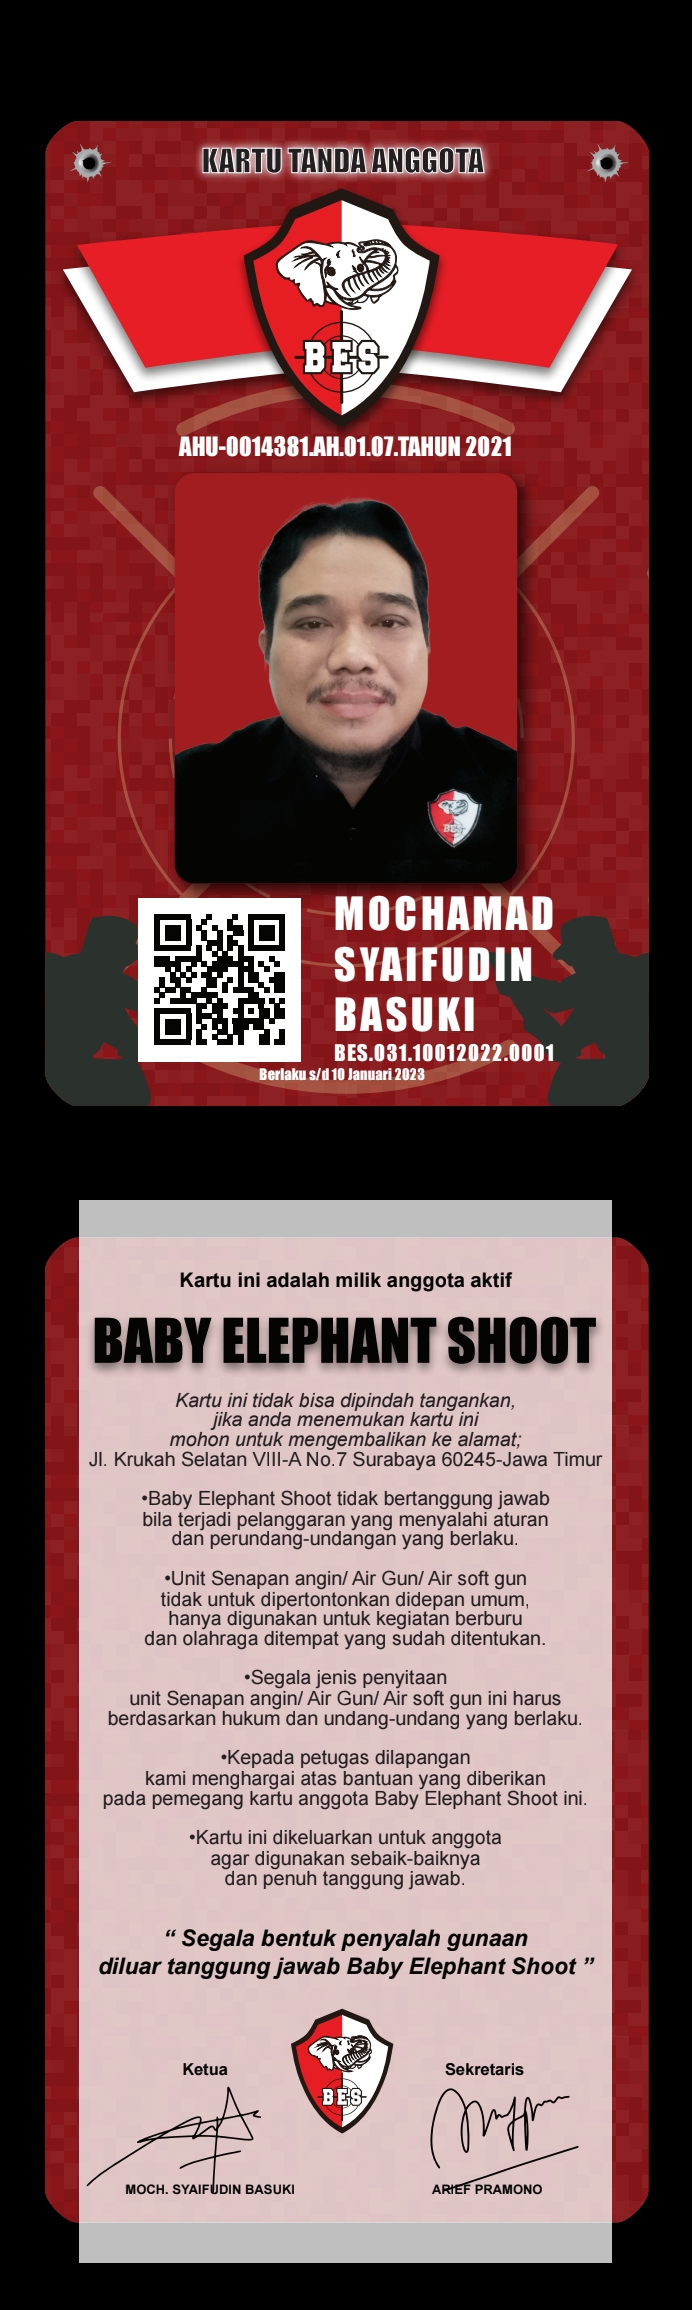 KARTU TANDA ANGGOTA
BES
AHU-0014381.AH.01.07.TAHUN 2021
BES
MOCHAMAD
SYAIFUDIN
BASUKI
BES.031.10012022.0001
Berlaku s/d 10 Januari 2023
Kartu ini adalah milik anggota aktif
BABY ELEPHANT SHOOT
Kartu ini tidak bisa dipindah tangankan,
jika anda menemukan kartu ini
mohon untuk mengembalikan ke alamat;
Jl. Krukah Selatan VIII-A No.7 Surabaya 60245-Jawa Timur
•Baby Elephant Shoot tidak bertanggung jawab
bila terjadi pelanggaran yang menyalahi aturan
dan perundang-undangan yang berlaku.
•Unit Senapan angin/ Air Gun/ Air soft gun
tidak untuk dipertontonkan didepan umum,
hanya digunakan untuk kegiatan berburu
dan olahraga ditempat yang sudah ditentukan.
•Segala jenis penyitaan
unit Senapan angin/ Air Gun/ Air soft gun ini harus
berdasarkan hukum dan undang-undang yang berlaku.
•Kepada petugas dilapangan
kami menghargai atas bantuan yang diberikan
pada pemegang kartu anggota Baby Elephant Shoot ini.
•Kartu ini dikeluarkan untuk anggota
agar digunakan sebaik-baiknya
dan penuh tanggung jawab.
“ Segala bentuk penyalah gunaan
diluar tanggung jawab Baby Elephant Shoot ”
Ketua
Sekretaris
BES
MOCH. SYAIFUDIN BASUKI
ARIEF PRAMONO